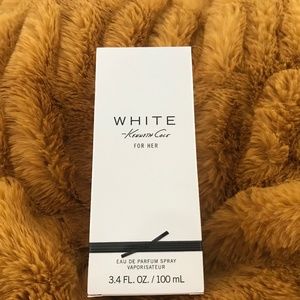 WHITE
Kenneth Cole
FOR HER
EAU DE PARFUM SPRAY
VAPORISATEUR
3.4 FL. OZ. / 100 mL